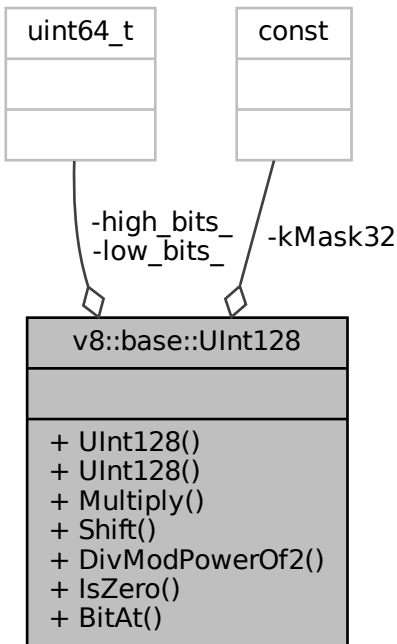 uint64_t
const
-high_bits_
-low_bits_
-kMask32
v8::base::UInt128
+ UInt128()
+ UInt128()
+ Multiply()
+ Shift()
+ DivModPowerOf2()
+ IsZero()
+ BitAt()